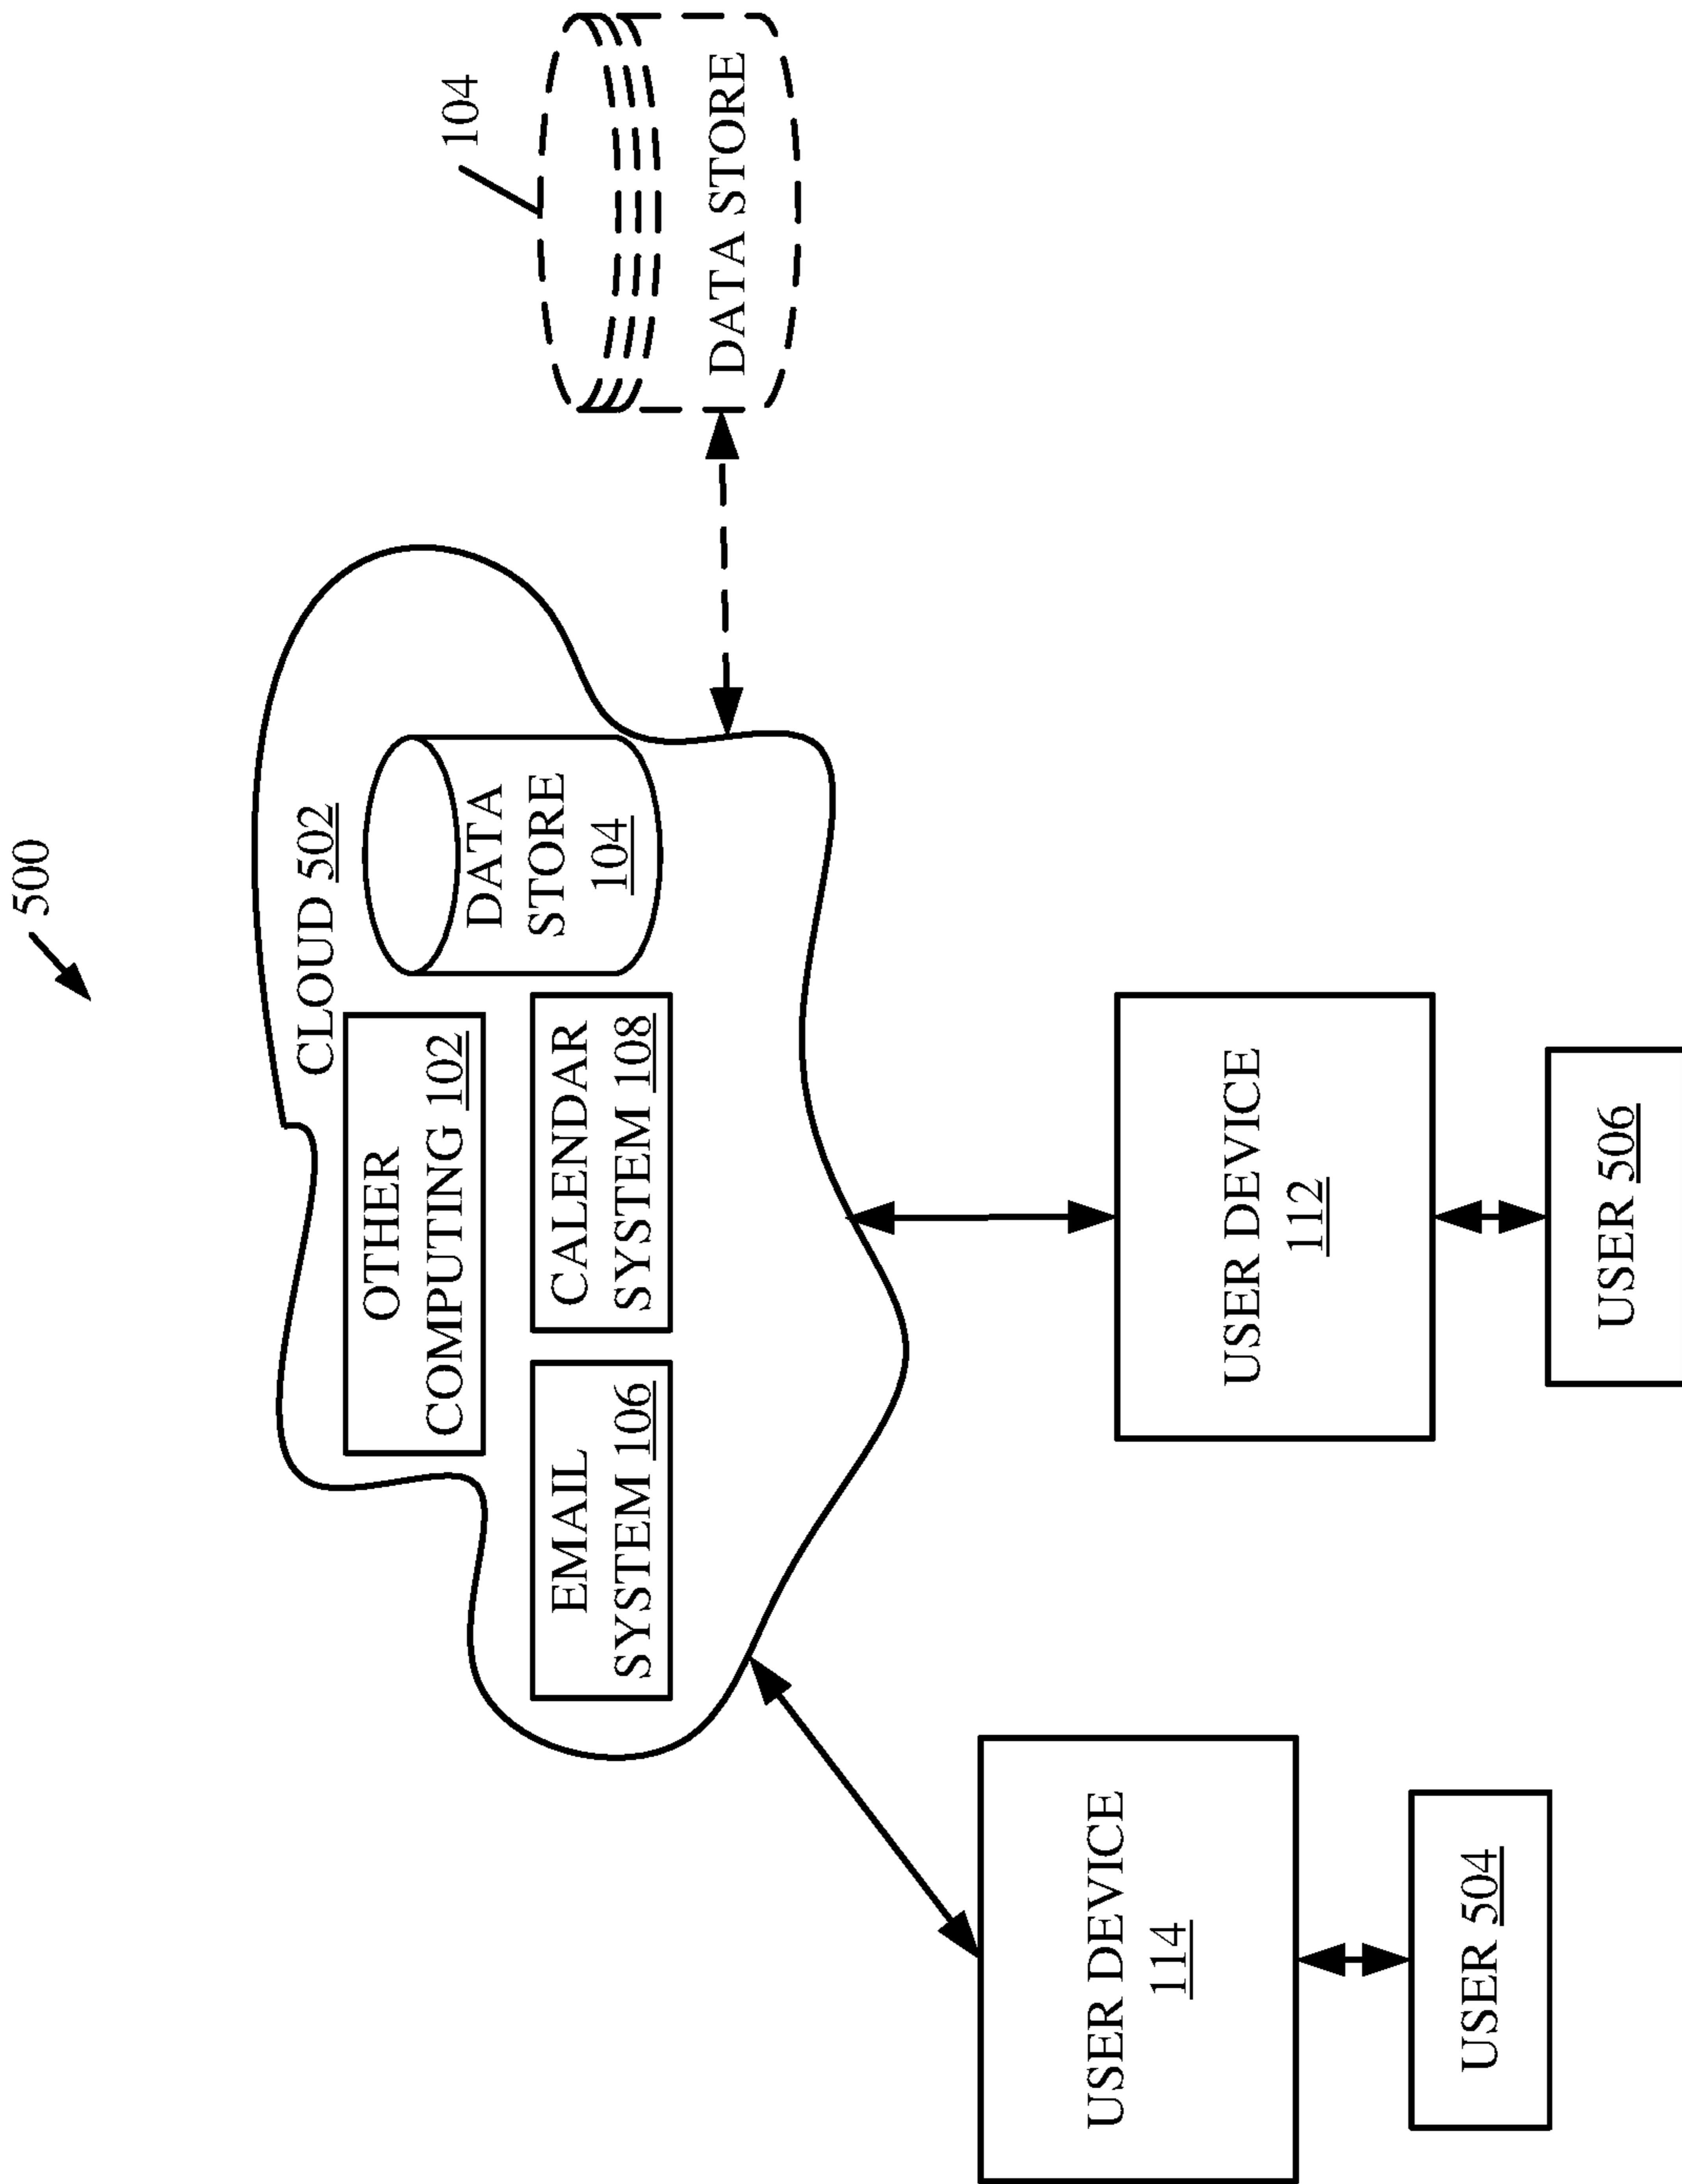 500
CLOUD 502
OTHER
COMPUTING 102
DATA
STORE
104
EMAIL
SYSTEM 106
CALENDAR
SYSTEM 108
104
DATA STORE
USER DEVICE
114
USER DEVICE
112
USER 504
USER 506